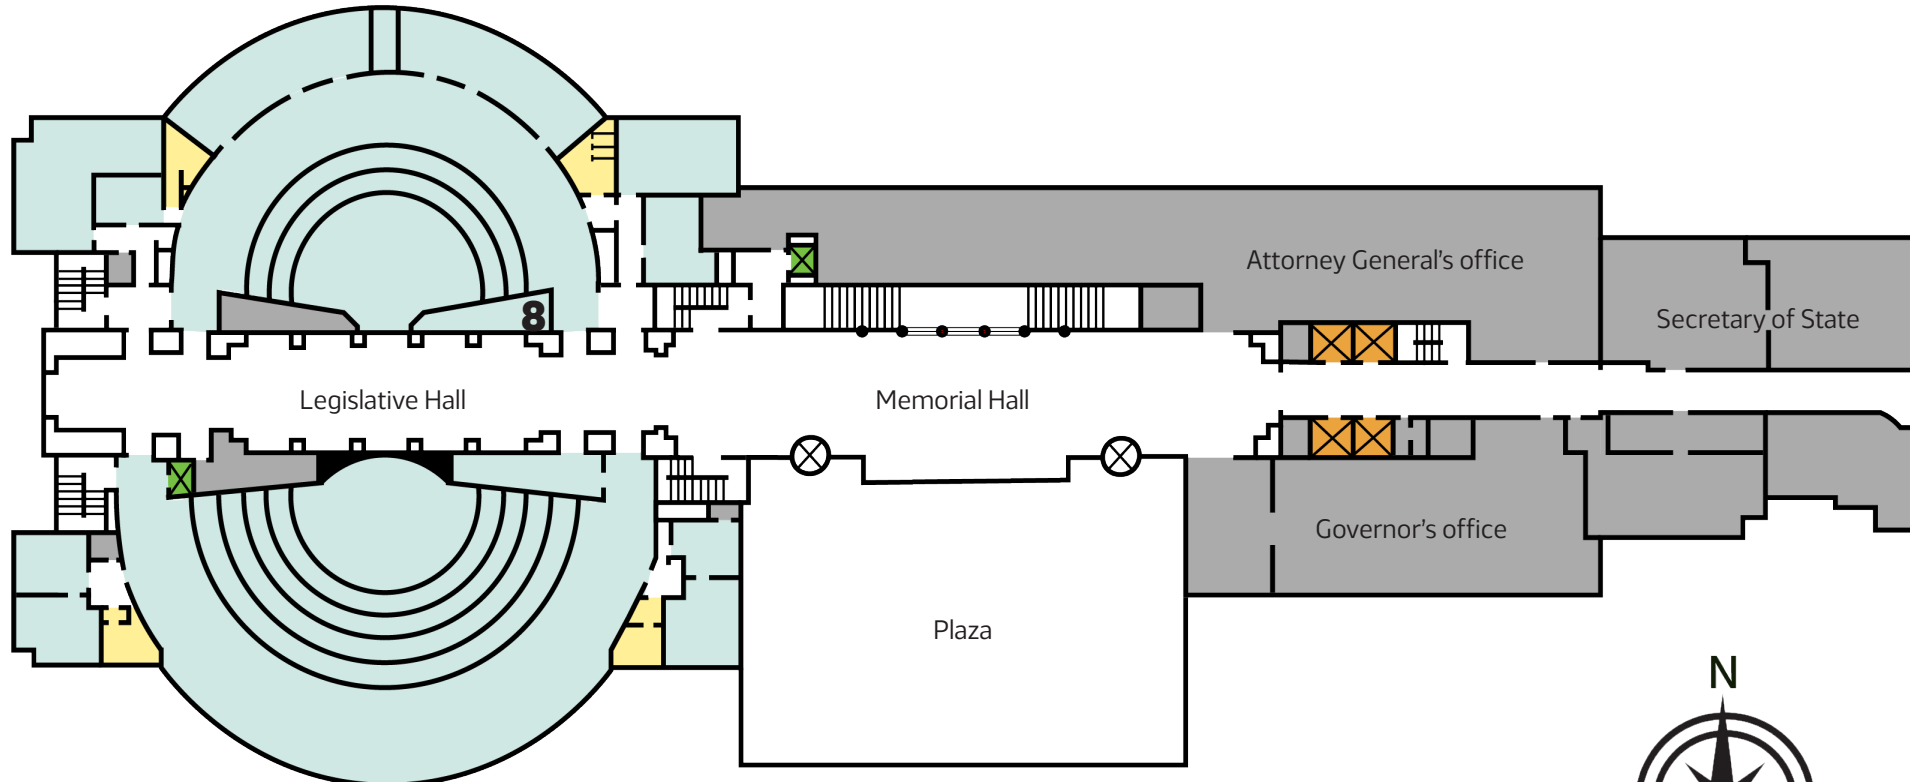 Attorney General's office
8
Secretary of State
Legislative Hall
Memorial Hall
Governor's office
Plaza
N